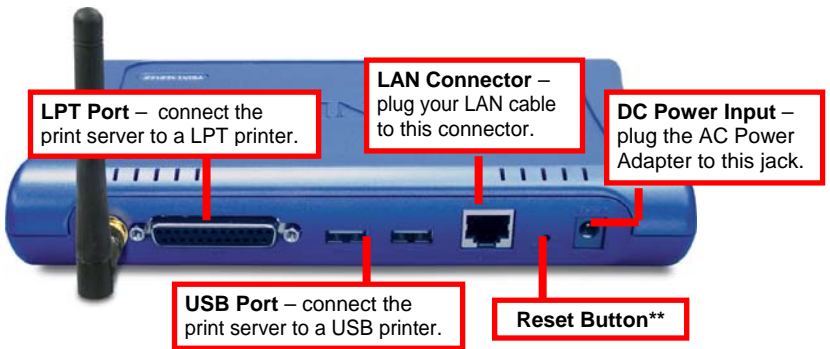 PRINT SERVER
LPT Port – connect the
print server to a LPT printer.
LAN Connector –
plug your LAN cable
to this connector.
DC Power Input –
plug the AC Power
Adapter to this jack.
USB Port – connect the
print server to a USB printer.
Reset Button**